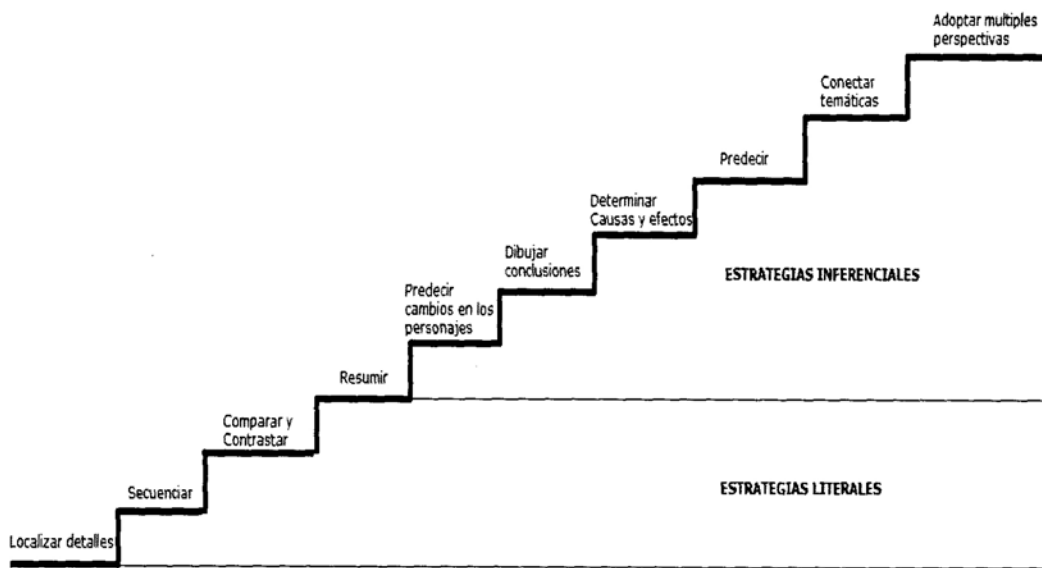 Adoptar multiples
perspectivas
Conectar
temáticas
Predecir
Determinar
Causas y efectos
Dibujar
conclusiones
ESTRATEGIAS INFERENCIALES
Predecir
cambios en los
personajes
Resumir
Comparar y
Contrastar
Secuenciar
ESTRATEGIAS LITERALES
Localizar detalles